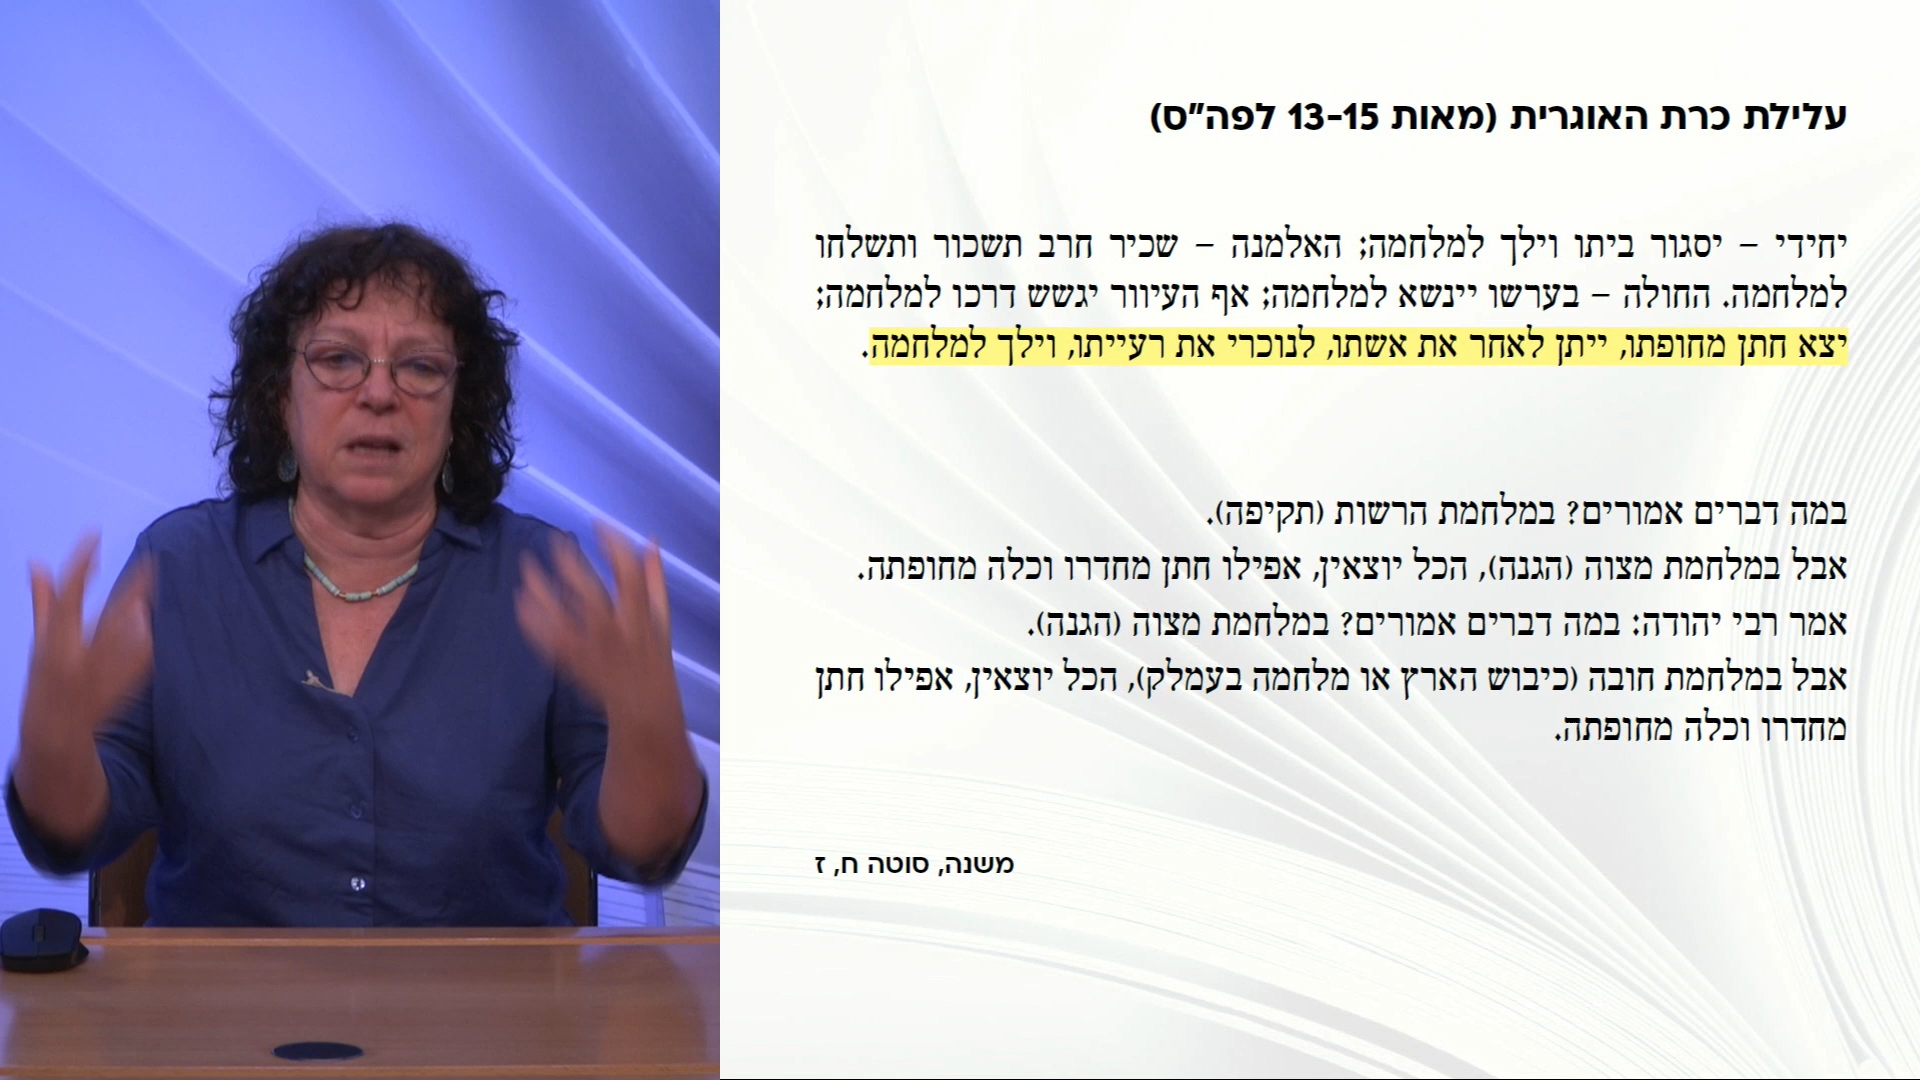 עלילת כרת האוגרית (מאות 13-15 לפה"ס)
יחידי – יסגור ביתו וילך למלחמה; האלמנה – שכיר חרב תשכור ותשלחו
למלחמה. החולה – בערשו יינשא למלחמה; אף העיוור יגשש דרכו למלחמה;
יצא חתן מחופתו, ייתן לאחר את אשתו, לנוכרי את רעייתו, וילך למלחמה.
במה דברים אמורים? במלחמת הרשות (תקיפה).
אבל במלחמת מצוה (הגנה), הכל יוצאין, אפילו חתן מחדרו וכלה מחופתה.
אמר רבי יהודה: במה דברים אמורים? במלחמת מצוה (הגנה).
אבל במלחמת חובה (כיבוש הארץ או מלחמה בעמלק), הכל יוצאין, אפילו חתן
מחדרו וכלה מחופתה.
משנה, סוטה ח, ז